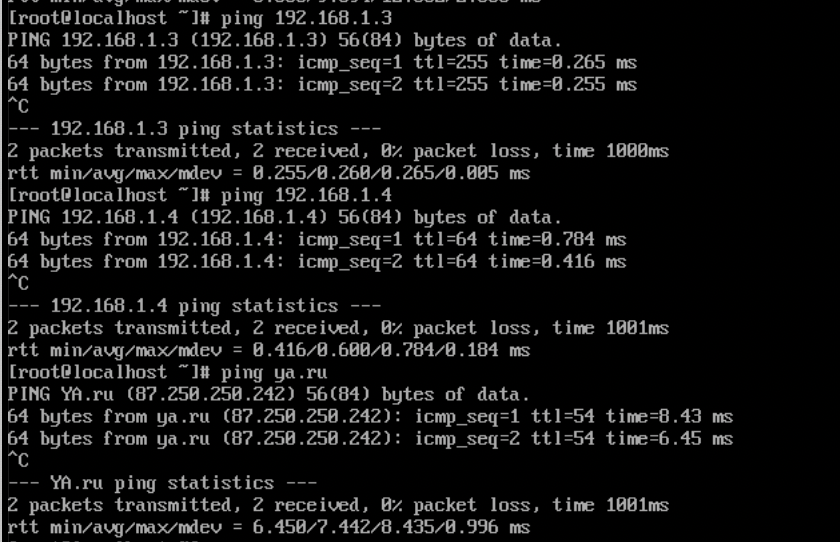 [root@localhost ~]# ping 192.168.1.3
PING 192.168.1.3 (192.168.1.3) 56(84) bytes of data.
64 bytes from 192.168.1.3: icmp_seq=1 ttl=255 time=0.265 ms
64 bytes from 192.168.1.3: icmp_seq=2 ttl=255 time=0.255 ms
^C
--- 192.168.1.3 ping statistics ---
2 packets transmitted, 2 received, 0% packet loss, time 1000ms
rtt min/avg/max/mdev = 0.255/0.260/0.265/0.005 ms
[root@localhost ~]# ping 192.168.1.4
PING 192.168.1.4 (192.168.1.4) 56(84) bytes of data.
64 bytes from 192.168.1.4: icmp_seq=1 ttl=64 time=0.784 ms
64 bytes from 192.168.1.4: icmp_seq=2 ttl=64 time=0.416 ms
^C
--- 192.168.1.4 ping statistics ---
2 packets transmitted, 2 received, 0% packet loss, time 1001ms
rtt min/avg/max/mdev = 0.416/0.600/0.784/0.184 ms
[root@localhost ~]# ping ya.ru
PING YA.ru (87.250.250.242) 56(84) bytes of data.
64 bytes from ya.ru (87.250.250.242): icmp_seq=1 ttl=54 time=8.43 ms
64 bytes from ya.ru (87.250.250.242): icmp_seq=2 ttl=54 time=6.45 ms
^C
--- YA.ru ping statistics ---
2 packets transmitted, 2 received, 0% packet loss, time 1001ms
rtt min/avg/max/mdev = 6.450/7.442/8.435/0.996 ms